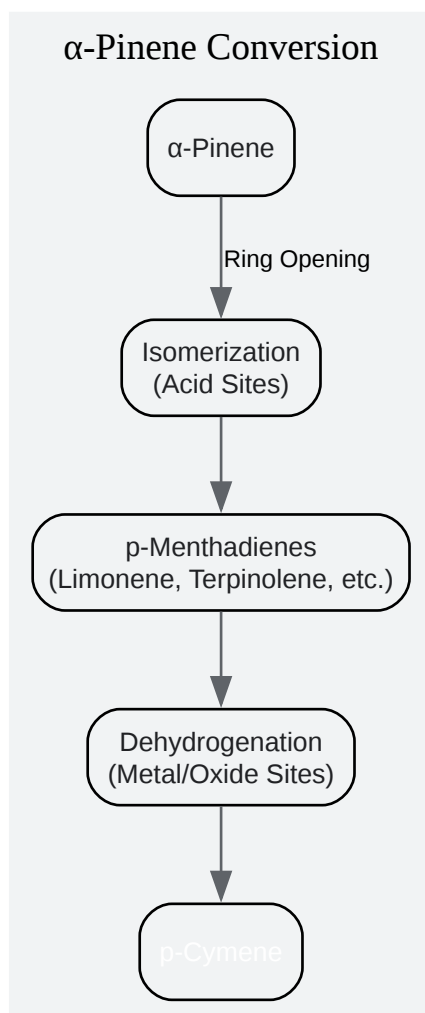 α-Pinene Conversion
α-Pinene
Ring Opening
Isomerization
(Acid Sites)
p-Menthadienes
(Limonene, Terpinolene, etc.)
Dehydrogenation
(Metal/Oxide Sites)
p-Cymene